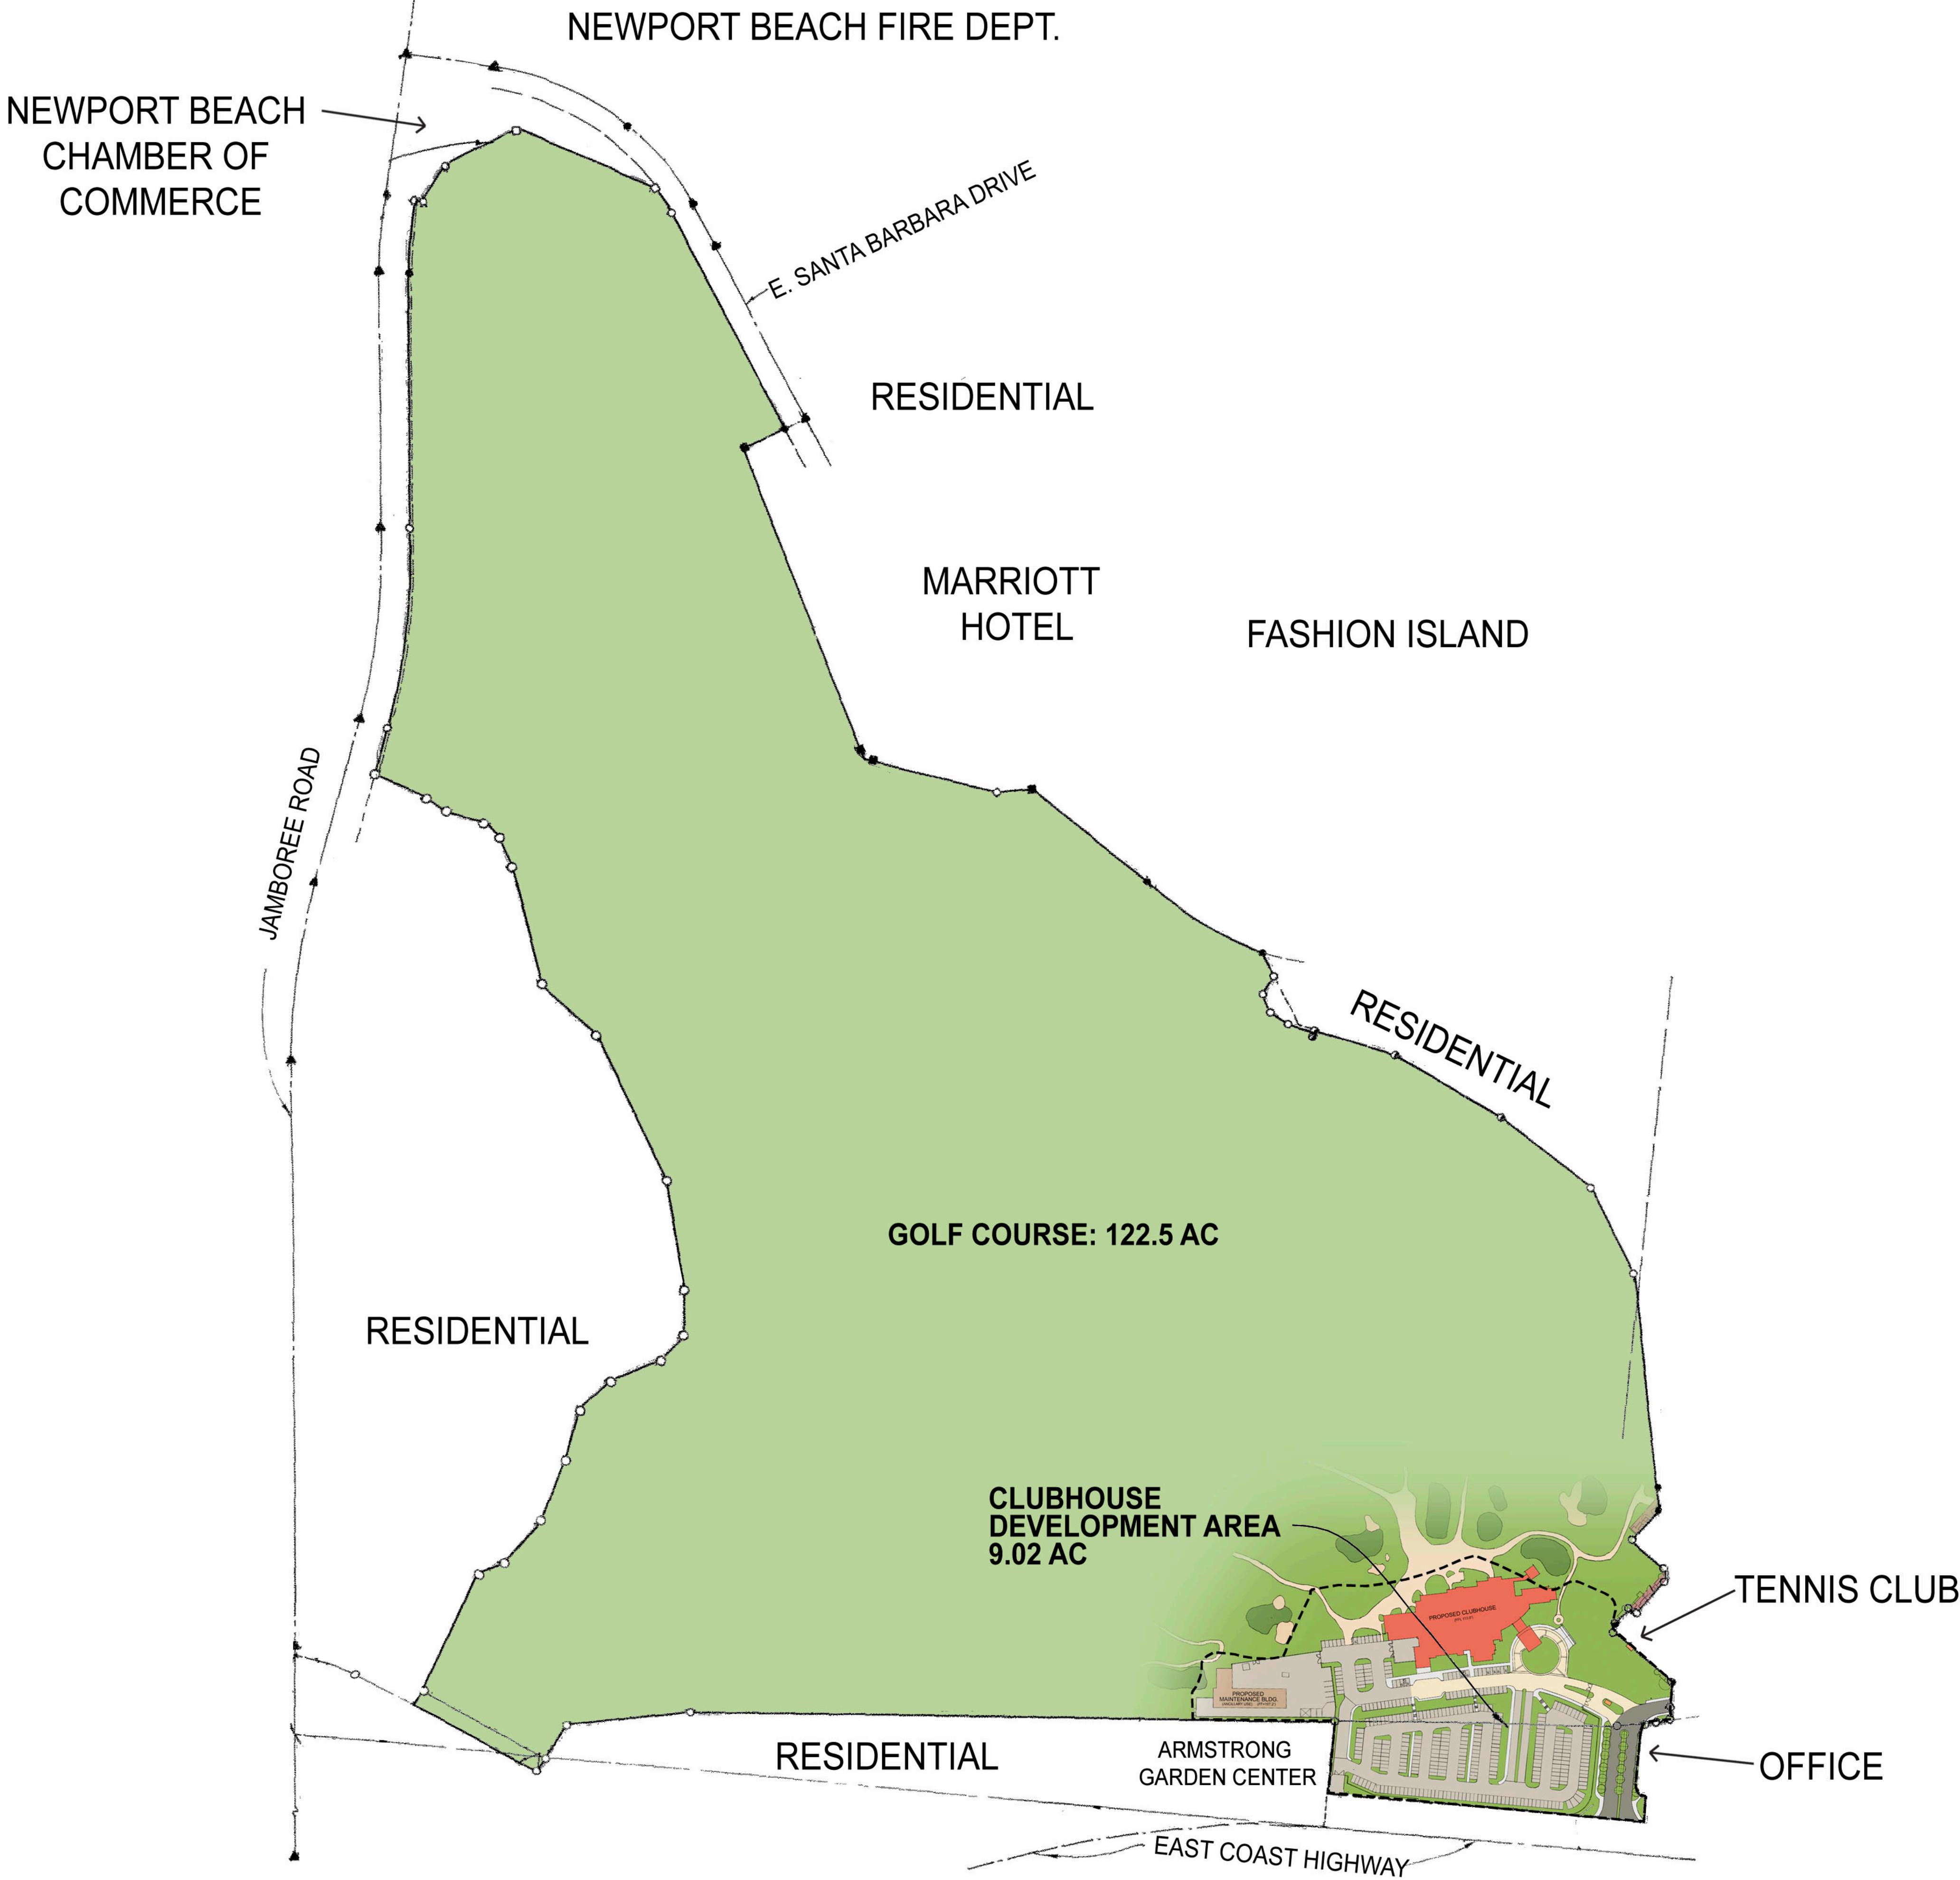 NEWPORT BEACH FIRE DEPT.
NEWPORT BEACH
CHAMBER OF
COMMERCE
E. SANTA BARBARA DRIVE
RESIDENTIAL
MARRIOTT
HOTEL
FASHION ISLAND
JAMBOREE ROAD
RESIDENTIAL
GOLF COURSE: 122.5 AC
RESIDENTIAL
CLUBHOUSE
DEVELOPMENT AREA
9.02 AC
TENNIS CLUB
PROPOSED CLUBHOUSE
PROPOSED
MAINTENANCE BLDG.
RESIDENTIAL
ARMSTRONG
GARDEN CENTER
OFFICE
EAST COAST HIGHWAY